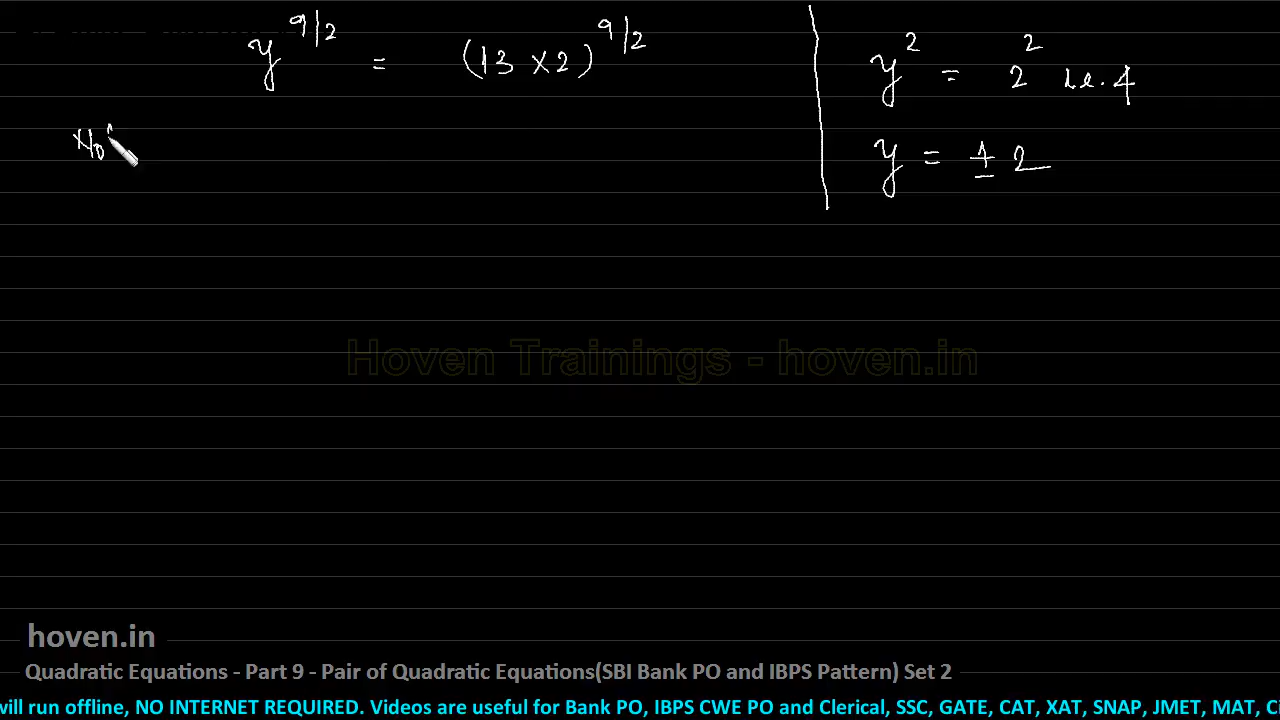 y^9/2 = (13 × 2)^9/2
y^2 = 2^2 i.e. 4
y = ± 2
Hoven Trainings - hoven.in
hoven.in
Quadratic Equations - Part 9 - Pair of Quadratic Equations(SBI Bank PO and IBPS Pattern) Set 2
will run offline, NO INTERNET REQUIRED. Videos are useful for Bank PO, IBPS CWE PO and Clerical, SSC, GATE, CAT, XAT, SNAP, JMET, MAT, C